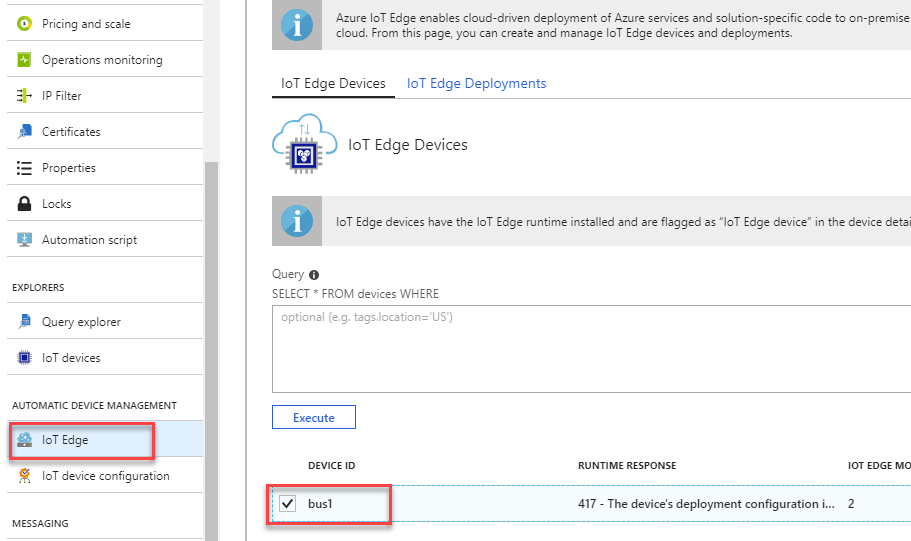 Pricing and scale
Operations monitoring
IP Filter
Certificates
Properties
Locks
Automation script
EXPLORERS
Query explorer
IoT devices
AUTOMATIC DEVICE MANAGEMENT
IoT Edge
IoT device configuration
MESSAGING
Azure IoT Edge enables cloud-driven deployment of Azure services and solution-specific code to on-premise
cloud. From this page, you can create and manage IoT Edge devices and deployments.
IoT Edge Devices
IoT Edge Deployments
IoT Edge Devices
IoT Edge devices have the IoT Edge runtime installed and are flagged as “IoT Edge device” in the device detai
Query
SELECT * FROM devices WHERE
optional (e.g. tags.location='US')
Execute
DEVICE ID RUNTIME RESPONSE IOT EDGE MO
bus1 417 - The device's deployment configuration i... 2